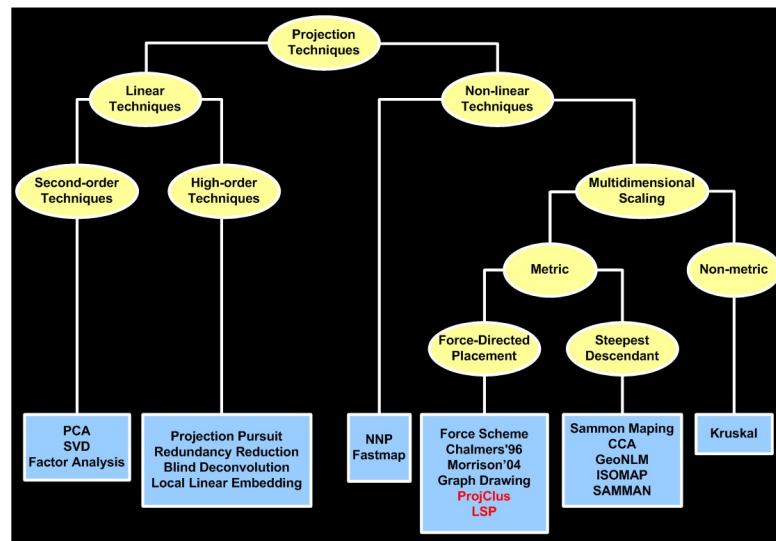 Projection
Techniques
Linear
Techniques
Non-linear
Techniques
Second-order
Techniques
High-order
Techniques
Multidimensional
Scaling
Metric
Non-metric
Force-Directed
Placement
Steepest
Descendant
PCA
SVD
Factor Analysis
Projection Pursuit
Redundancy Reduction
Blind Deconvolution
Local Linear Embedding
NNP
Fastmap
Force Scheme
Chalmers'96
Morrison’04
Graph Drawing
ProjClus
LSP
Sammon Maping
CCA
GeoNLM
ISOMAP
SAMMAN
Kruskal